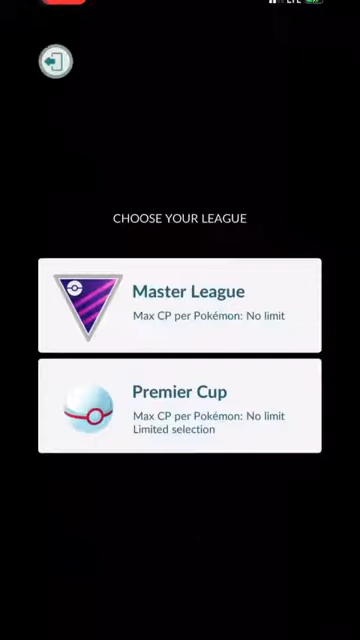 CHOOSE YOUR LEAGUE
Master League
Max CP per Pokémon: No limit
Premier Cup
Max CP per Pokémon: No limit
Limited selection